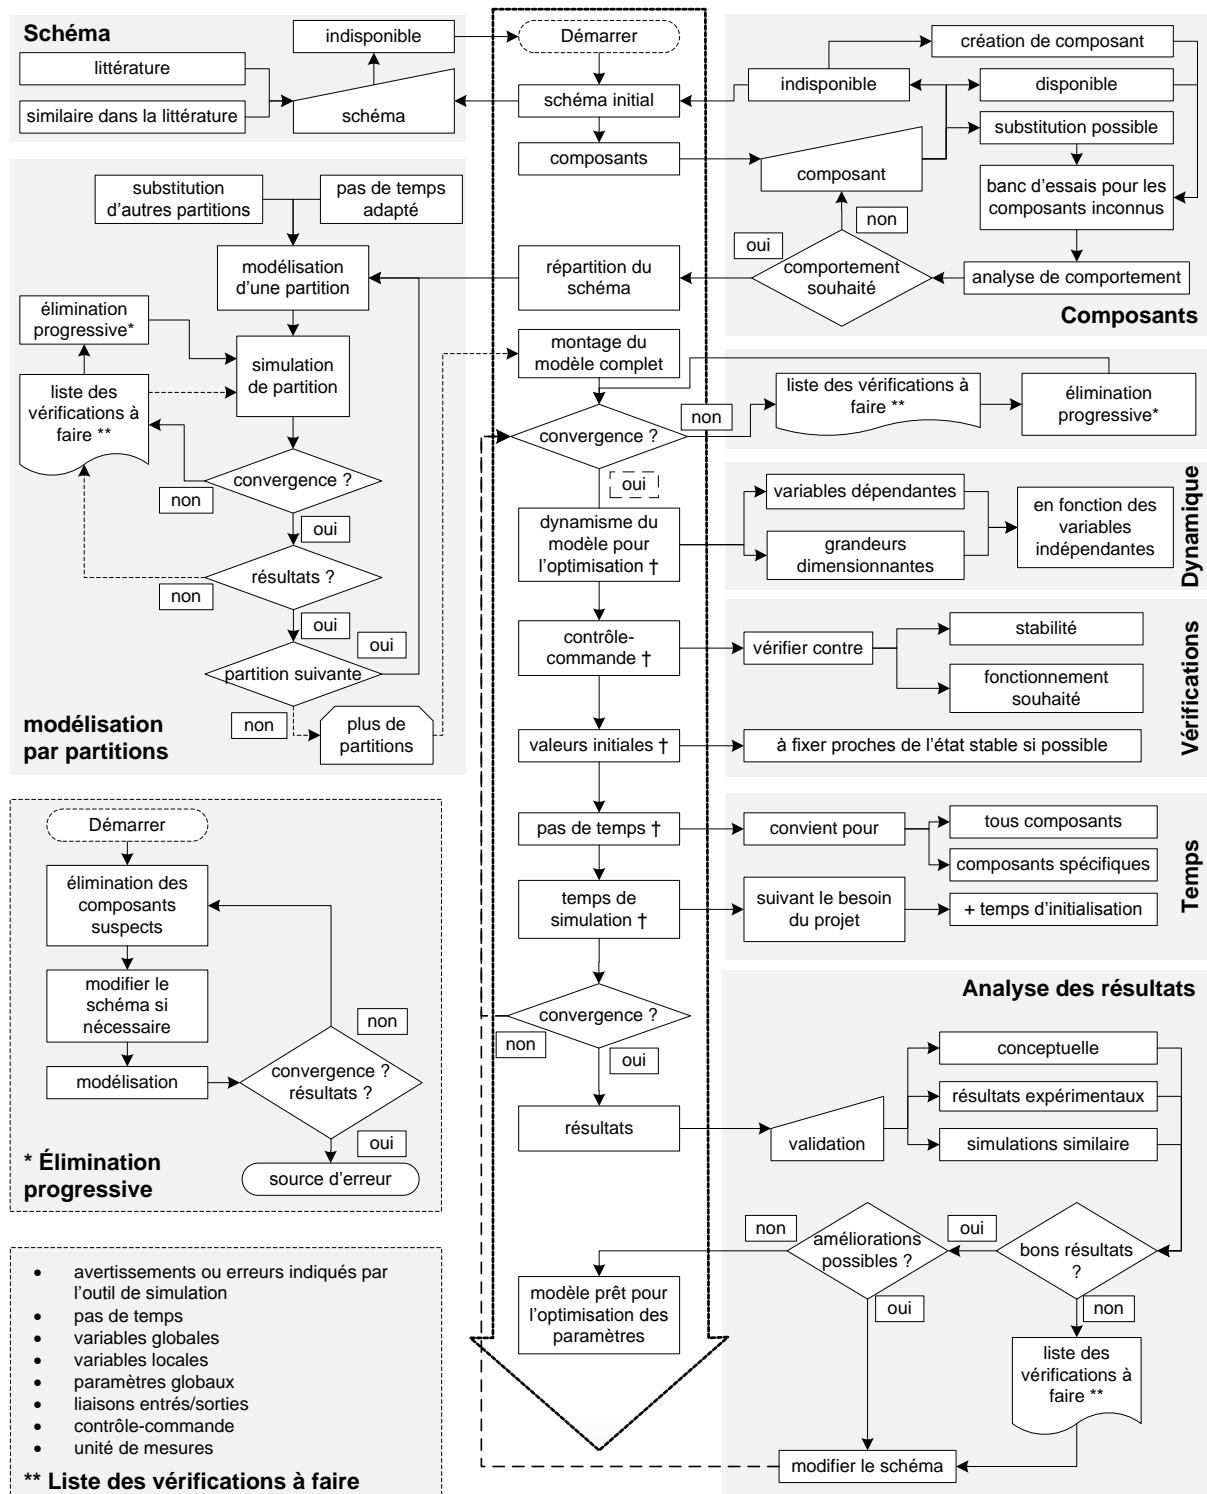 Schéma
littérature
similaire dans la littérature
indisponible
schéma
Démarrer
schéma initial
composants
création de composant
indisponible
disponible
substitution possible
composant
banc d'essais pour les
composants inconnus
non
oui
comportement
souhaité
analyse de comportement
Composants
répartition du
schéma
substitution
d'autres partitions
pas de temps
adapté
modélisation
d'une partition
élimination
progressive*
simulation
de partition
liste des
vérifications à
faire **
convergence ?
non
oui
résultats ?
non
oui
oui
partition suivante
non
plus de
partitions
modélisation
par partitions
montage du
modèle complet
convergence ?
non
oui
liste des vérifications à
faire **
élimination
progressive*
dynamisme du
modèle pour
l'optimisation †
variables dépendantes
grandeurs
dimensionnantes
en fonction des
variables
indépendantes
Dynamique
contrôle-
commande †
vérifier contre
stabilité
fonctionnement
souhaité
valeurs initiales †
à fixer proches de l'état stable si possible
Vérifications
pas de temps †
convient pour
tous composants
composants spécifiques
temps de
simulation †
suivant le besoin
du projet
+ temps d'initialisation
Temps
convergence ?
non
oui
résultats
Analyse des résultats
validation
conceptuelle
résultats expérimentaux
simulations similaire
bons résultats
?
oui
non
améliorations
possibles ?
non
oui
liste des
vérifications à
faire **
modifier le schéma
modèle prêt pour
l'optimisation des
paramètres
Démarrer
élimination des
composants
suspects
modifier le
schéma si
nécessaire
modélisation
non
convergence ?
résultats ?
oui
source d'erreur
* Élimination
progressive
• avertissements ou erreurs indiqués par
l'outil de simulation
• pas de temps
• variables globales
• variables locales
• paramètres globaux
• liaisons entrés/sorties
• contrôle-commande
• unité de mesures
** Liste des vérifications à faire